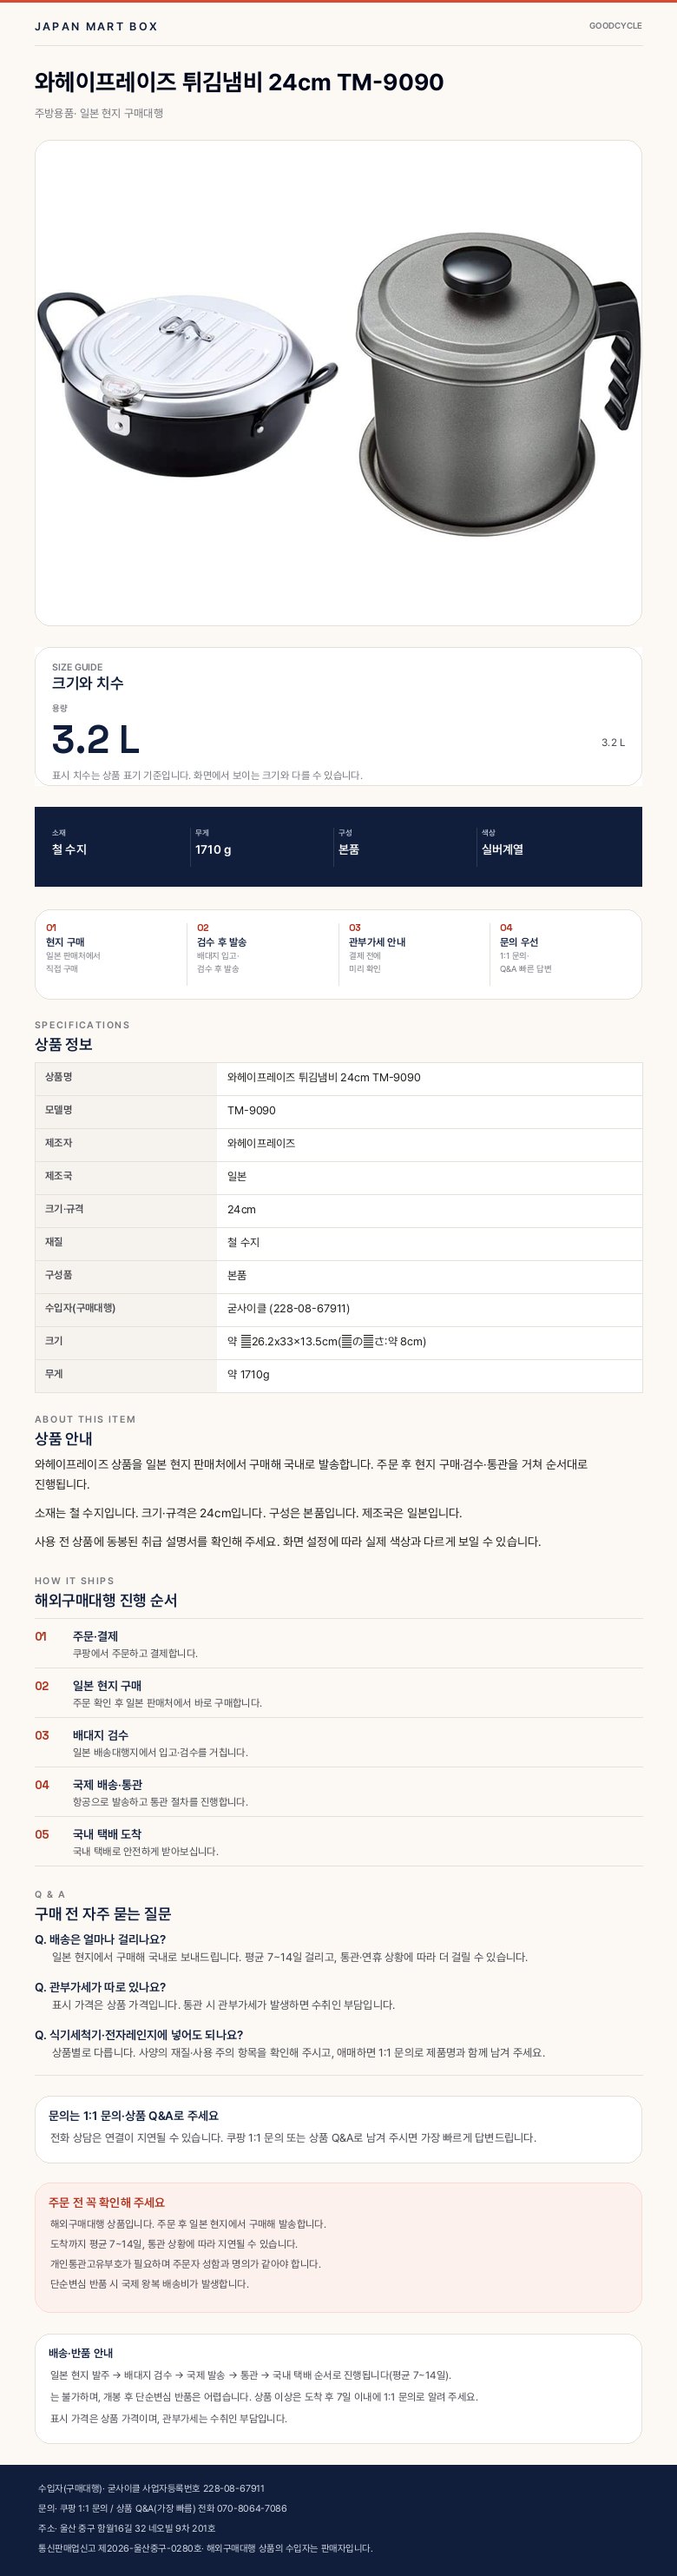 JAPAN MART BOX
GOODCYCLE
와헤이프레이즈 튀김냄비 24cm TM-9090
주방용품· 일본 현지 구매대행
SIZE GUIDE
크기와 치수
용량
3.2 L
3.2 L
표시 치수는 상품 표기 기준입니다. 화면에서 보이는 크기와 다를 수 있습니다.
소재
철 수지
무게
1710 g
구성
본품
색상
실버계열
01
현지 구매
일본 판매처에서
직접 구매
02
검수 후 발송
배대지 입고·
검수 후 발송
03
관부가세 안내
결제 전에
미리 확인
04
문의 우선
1:1 문의·
Q&A 빠른 답변
SPECIFICATIONS
상품 정보
상품명 와헤이프레이즈 튀김냄비 24cm TM-9090
모델명 TM-9090
제조자 와헤이프레이즈
제조국 일본
크기·규격 24cm
재질 철 수지
구성품 본품
수입자(구매대행) 굳사이클 (228-08-67911)
크기 약 26.2x33×13.5cm(の さ:약 8cm)
무게 약 1710g
ABOUT THIS ITEM
상품 안내
와헤이프레이즈 상품을 일본 현지 판매처에서 구매해 국내로 발송합니다. 주문 후 현지 구매·검수·통관을 거쳐 순서대로
진행됩니다.
소재는 철 수지입니다. 크기·규격은 24cm입니다. 구성은 본품입니다. 제조국은 일본입니다.
사용 전 상품에 동봉된 취급 설명서를 확인해 주세요. 화면 설정에 따라 실제 색상과 다르게 보일 수 있습니다.
HOW IT SHIPS
해외구매대행 진행 순서
01 주문·결제
쿠팡에서 주문하고 결제합니다.
02 일본 현지 구매
주문 확인 후 일본 판매처에서 바로 구매합니다.
03 배대지 검수
일본 배송대행지에서 입고·검수를 거칩니다.
04 국제 배송·통관
항공으로 발송하고 통관 절차를 진행합니다.
05 국내 택배 도착
국내 택배로 안전하게 받아보십니다.
Q & A
구매 전 자주 묻는 질문
Q. 배송은 얼마나 걸리나요?
일본 현지에서 구매해 국내로 보내드립니다. 평균 7~14일 걸리고, 통관·연휴 상황에 따라 더 걸릴 수 있습니다.
Q. 관부가세가 따로 있나요?
표시 가격은 상품 가격입니다. 통관 시 관부가세가 발생하면 수취인 부담입니다.
Q. 식기세척기·전자레인지에 넣어도 되나요?
상품별로 다릅니다. 사양의 재질·사용 주의 항목을 확인해 주시고, 애매하면 1:1 문의로 제품명과 함께 남겨 주세요.
문의는 1:1 문의·상품 Q&A로 주세요
전화 상담은 연결이 지연될 수 있습니다. 쿠팡 1:1 문의 또는 상품 Q&A로 남겨 주시면 가장 빠르게 답변드립니다.
주문 전 꼭 확인해 주세요
해외구매대행 상품입니다. 주문 후 일본 현지에서 구매해 발송합니다.
도착까지 평균 7~14일, 통관 상황에 따라 지연될 수 있습니다.
개인통관고유부호가 필요하며 주문자 성함과 명의가 같아야 합니다.
단순변심 반품 시 국제 왕복 배송비가 발생합니다.
배송·반품 안내
일본 현지 발주 → 배대지 검수 → 국제 발송 → 통관 → 국내 택배 순서로 진행됩니다(평균 7~14일).
는 불가하며, 개봉 후 단순변심 반품은 어렵습니다. 상품 이상은 도착 후 7일 이내에 1:1 문의로 알려 주세요.
표시 가격은 상품 가격이며, 관부가세는 수취인 부담입니다.
수입자(구매대행)· 굳사이클 사업자등록번호 228-08-67911
문의· 쿠팡 1:1 문의 / 상품 Q&A(가장 빠름) 전화 070-8064-7086
주소· 울산 중구 함월16길 32 네오빌 9차 201호
통신판매업신고 제2026-울산중구-0280호· 해외구매대행 상품의 수입자는 판매자입니다.